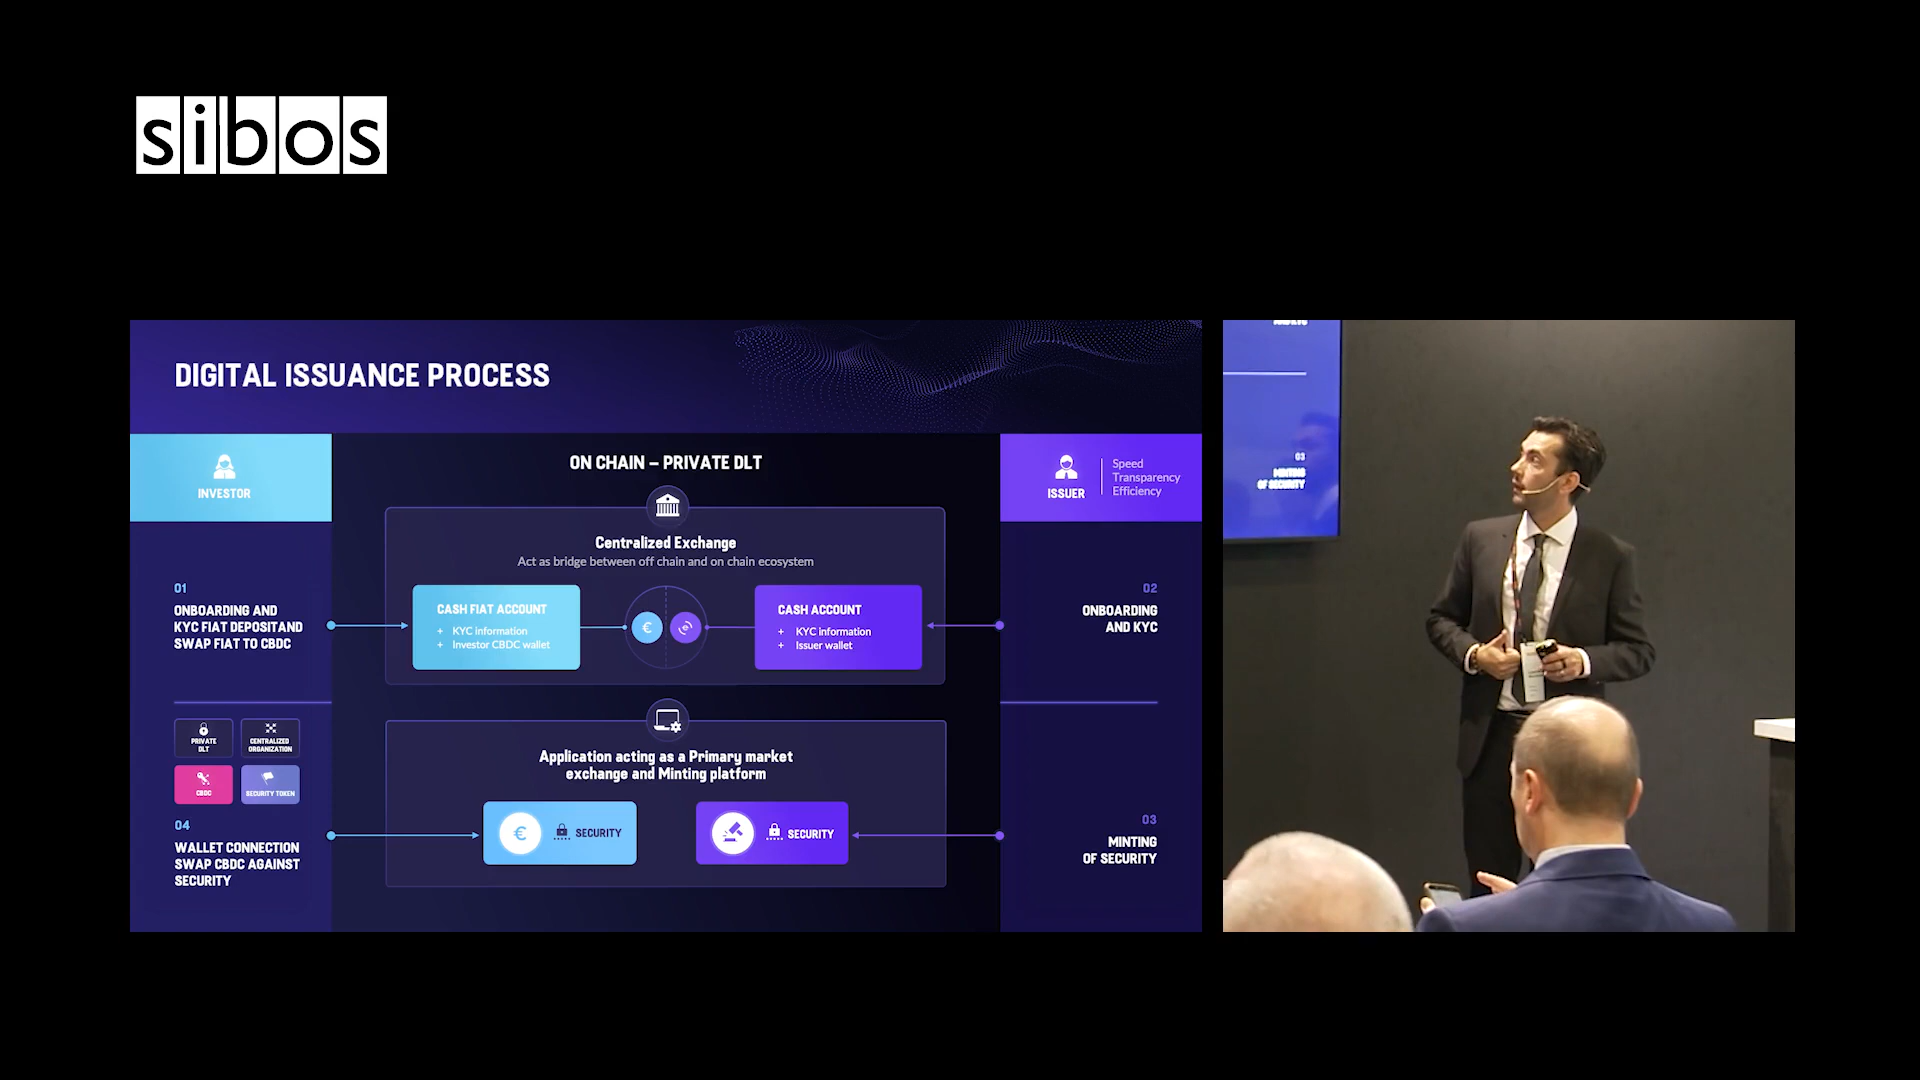 sibos
DIGITAL ISSUANCE PROCESS
INVESTOR
ON CHAIN – PRIVATE DLT
ISSUER
Speed
Transparency
Efficiency
Centralized Exchange
Act as bridge between off chain and on chain ecosystem
01
ONBOARDING AND
KYC FIAT DEPOSITAND
SWAP FIAT TO CBDC
CASH FIAT ACCOUNT
+ KYC information
+ Investor CBDC wallet
€
CASH ACCOUNT
+ KYC information
+ Issuer wallet
02
ONBOARDING
AND KYC
PRIVATE
DLT
CENTRALIZED
ORGANIZATION
CBDC
SECURITY TOKEN
04
WALLET CONNECTION
SWAP CBDC AGAINST
SECURITY
Application acting as a Primary market
exchange and Minting platform
€
SECURITY
SECURITY
03
MINTING
OF SECURITY
03
MINTING
OF SECURITY